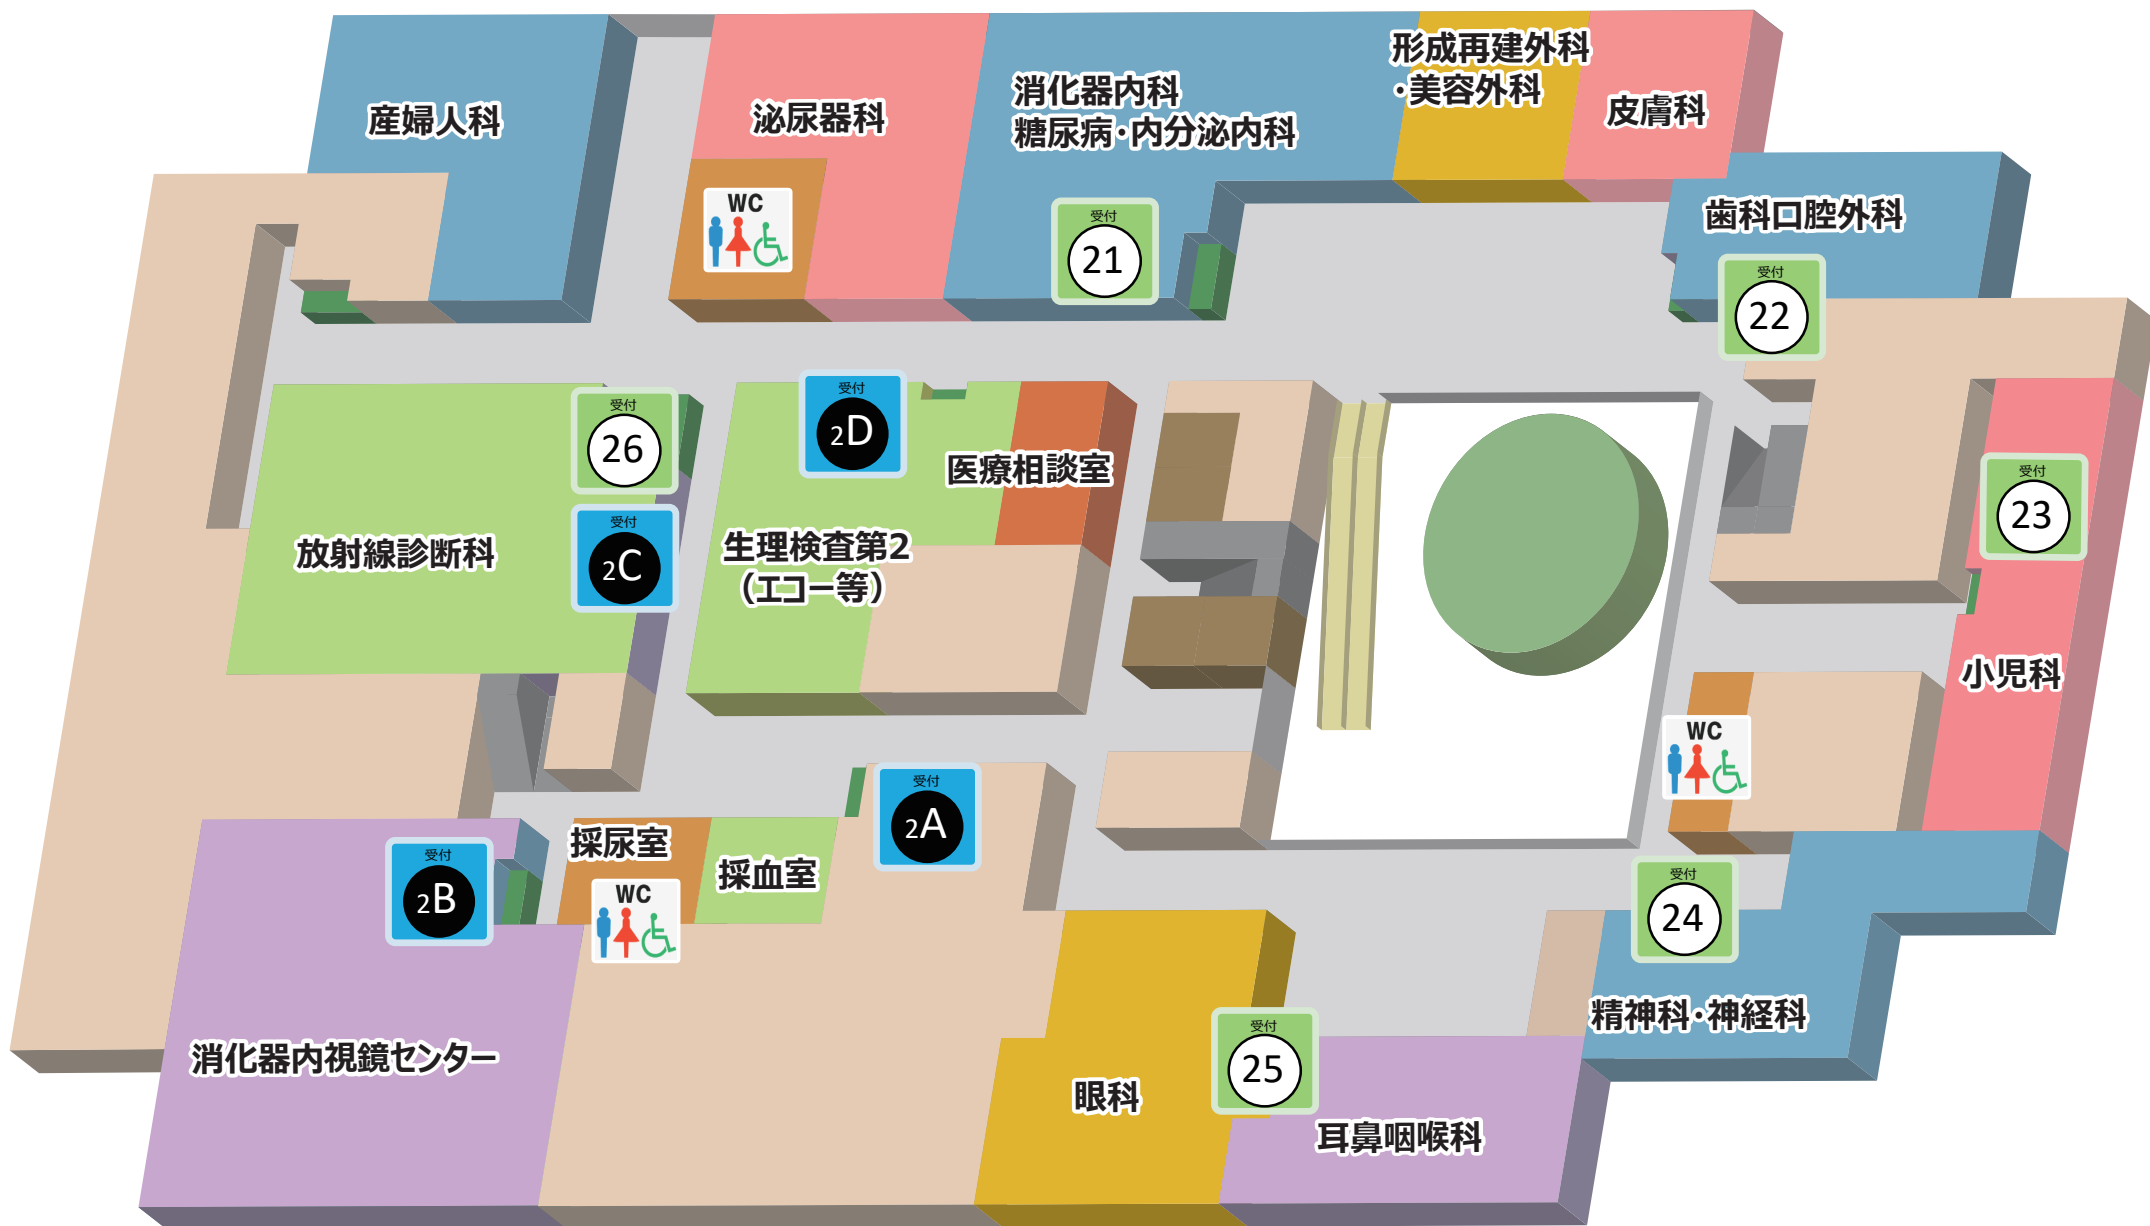 産婦人科
泌尿器科
消化器内科
糖尿病・内分泌内科
形成再建外科
・美容外科
皮膚科
歯科口腔外科
WC
受付
21
受付
22
受付
2D
受付
26
医療相談室
受付
23
放射線診断科
受付
2C
生理検査第2
（エコー等）
小児科
WC
受付
2A
採尿室
採血室
受付
2B
WC
受付
24
精神科・神経科
消化器内視鏡センター
受付
25
眼科
耳鼻咽喉科